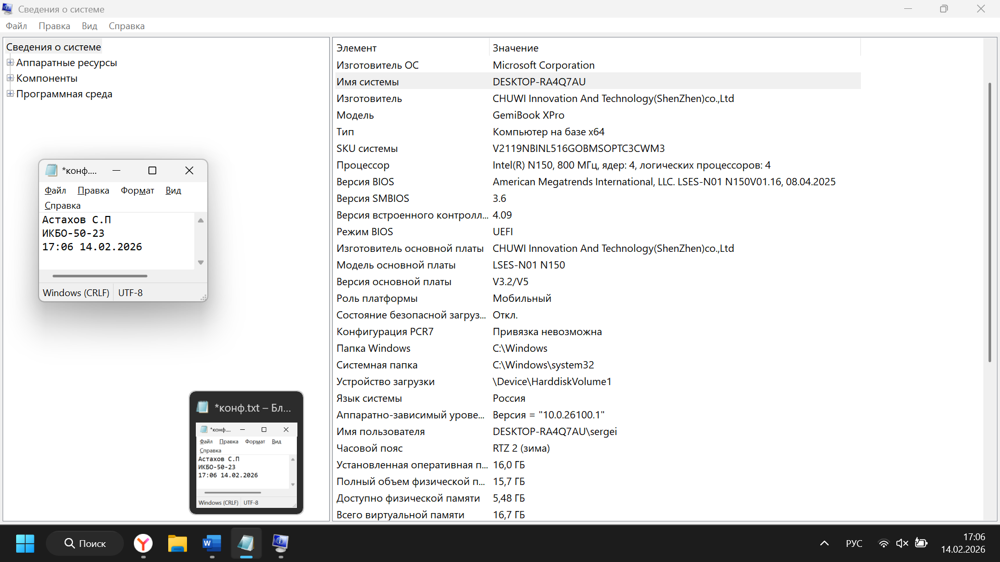 Сведения о системе
Файл Правка Вид Справка
Сведения о системе
Аппаратные ресурсы
Компоненты
Программная среда
Элемент Значение
Изготовитель ОС Microsoft Corporation
Имя системы DESKTOP-RA4Q7AU
Изготовитель CHUWI Innovation And Technology(ShenZhen)co.,Ltd
Модель GemiBook XPro
Тип Компьютер на базе x64
SKU системы V2119NBINL516GOBMSOPTC3CWM3
Процессор Intel(R) N150, 800 МГц, ядер: 4, логических процессоров: 4
Версия BIOS American Megatrends International, LLC. LSES-N01 N150V01.16, 08.04.2025
Версия SMBIOS 3.6
Версия встроенного контролл... 4.09
Режим BIOS UEFI
Изготовитель основной платы CHUWI Innovation And Technology(ShenZhen)co.,Ltd
Модель основной платы LSES-N01 N150
Версия основной платы V3.2/V5
Роль платформы Мобильный
Состояние безопасной загруз... Откл.
Конфигурация PCR7 Привязка невозможна
Папка Windows C:\Windows
Системная папка C:\Windows\system32
Устройство загрузки \Device\HarddiskVolume1
Язык системы Россия
Аппаратно-зависимый урове... Версия = "10.0.26100.1"
Имя пользователя DESKTOP-RA4Q7AU\sergei
Часовой пояс RTZ 2 (зима)
Установленная оперативная п... 16,0 ГБ
Полный объем физической п... 15,7 ГБ
Доступно физической памяти 5,48 ГБ
Всего виртуальной памяти 16,7 ГБ
*конф....
Файл Правка Формат Вид
Справка
Астахов С.П
ИКБО-50-23
17:06 14.02.2026
Windows (CRLF) UTF-8
*конф.txt – Бл...
*конф....
Файл Правка Формат Вид
Справка
Астахов С.П
ИКБО-50-23
17:06 14.02.2026
Windows (CRLF) UTF-8
Поиск
РУС
17:06
14.02.2026